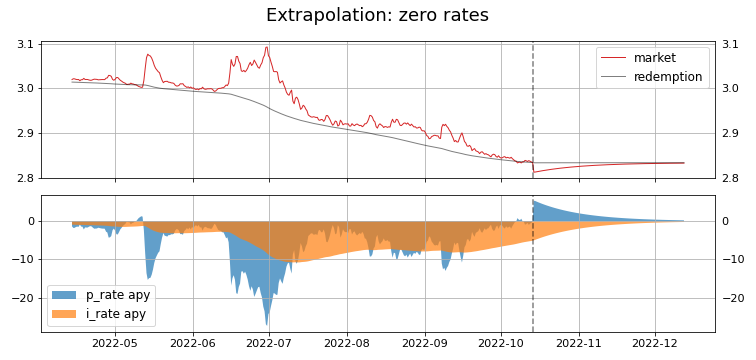 Extrapolation: zero rates
3.1 3.1
3.0 3.0
2.9 2.9
2.8 2.8
market
redemption
0 0
−10 −10
−20 −20
p_rate apy
i_rate apy
2022-05 2022-06 2022-07 2022-08 2022-09 2022-10 2022-11 2022-12